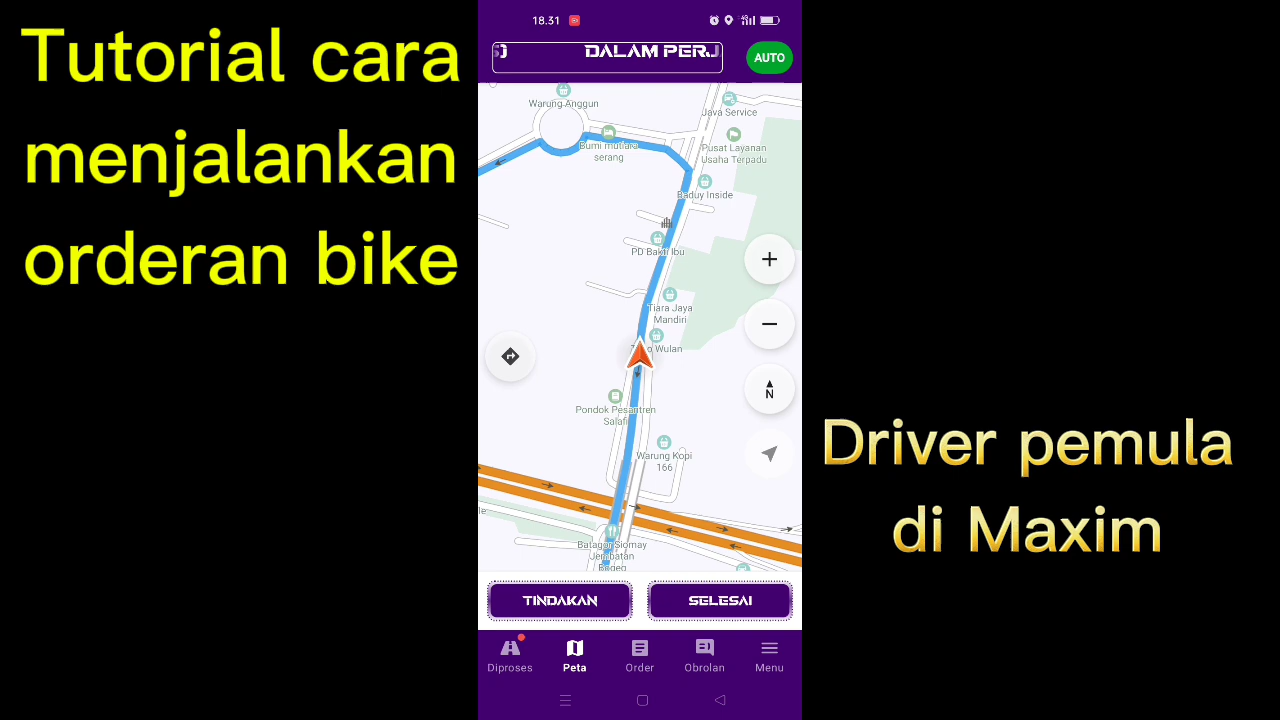 Tutorial cara
menjalankan
orderan bike
18.31
DALAM PERJ
AUTO
Warung Anggun
Java Service
Bumi mutiara
serang
Pusat Layanan
Usaha Terpadu
Baduy Inside
PD Bakti Ibu
Tiara Jaya
Mandiri
Wulan
N
Pondok Pesantren
Salafi
Warung Kopi
166
Batagor Siomay
Jembatan
Bogeg
TINDAKAN
SELESAI
Diproses
Peta
Order
Obrolan
Menu
Driver pemula
di Maxim